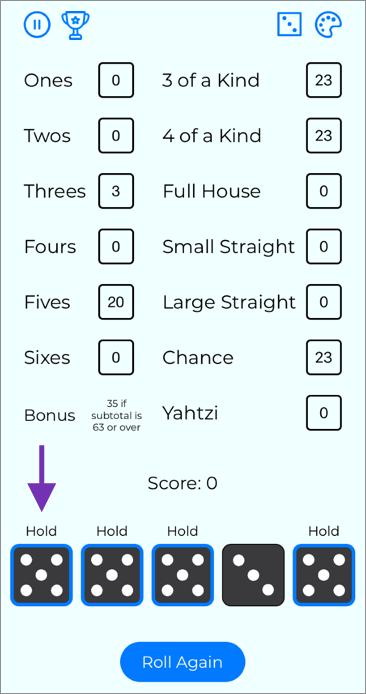 Ones 0 3 of a Kind 23
Twos 0 4 of a Kind 23
Threes 3 Full House 0
Fours 0 Small Straight 0
Fives 20 Large Straight 0
Sixes 0 Chance 23
Bonus 35 if
subtotal is
63 or over
Yahtzi 0
Score: 0
Hold Hold Hold Hold
Roll Again